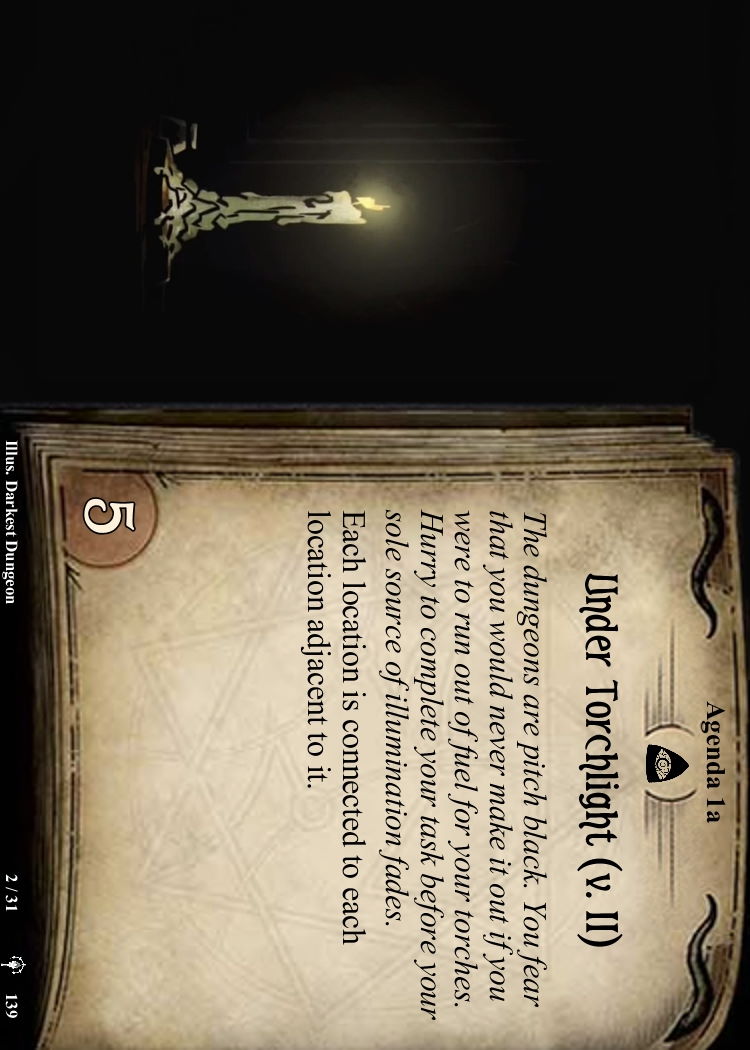 Agenda 1a
Under Torchlight (v. II)
The dungeons are pitch black. You fear
that you would never make it out if you
were to run out of fuel for your torches.
Hurry to complete your task before your
sole source of illumination fades.
Each location is connected to each
location adjacent to it.
5
Illus. Darkest Dungeon
2 / 31
139